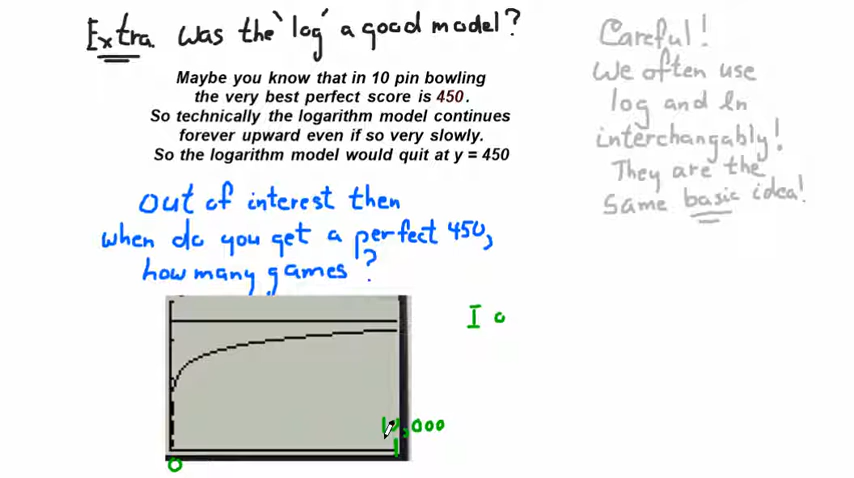 Extra. was the 'log' a good model?
Maybe you know that in 10 pin bowling
the very best perfect score is 450.
So technically the logarithm model continues
forever upward even if so very slowly.
So the logarithm model would quit at y = 450
out of interest then
when do you get a perfect 450,
how many games?
Careful!
We often use
log and ln
interchangably!
They are the
same basic idea!
I o
10,000
0